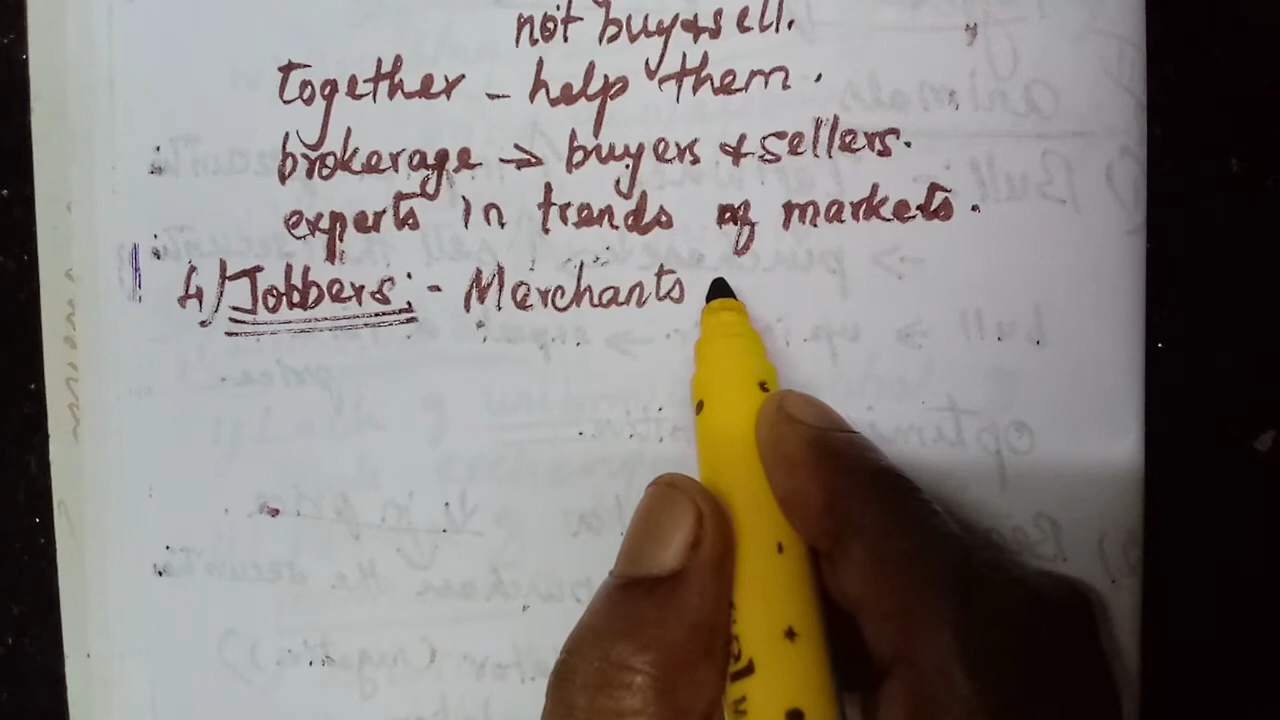 not buy & sell.
together - help them.
brokerage → buyers & sellers.
experts in trends of markets.
4) Jobbers: - Merchants